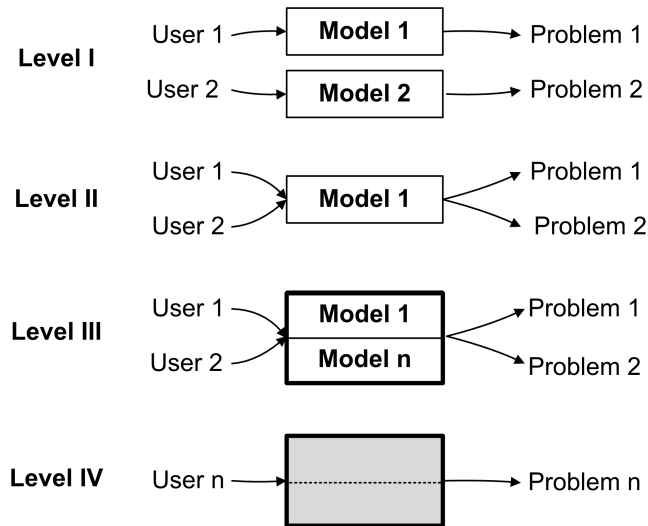 User 1 Model 1 Problem 1
Level I
User 2 Model 2 Problem 2
User 1 Problem 1
Level II Model 1
User 2 Problem 2
User 1 Model 1 Problem 1
Level III
User 2 Model n Problem 2
Level IV User n Problem n